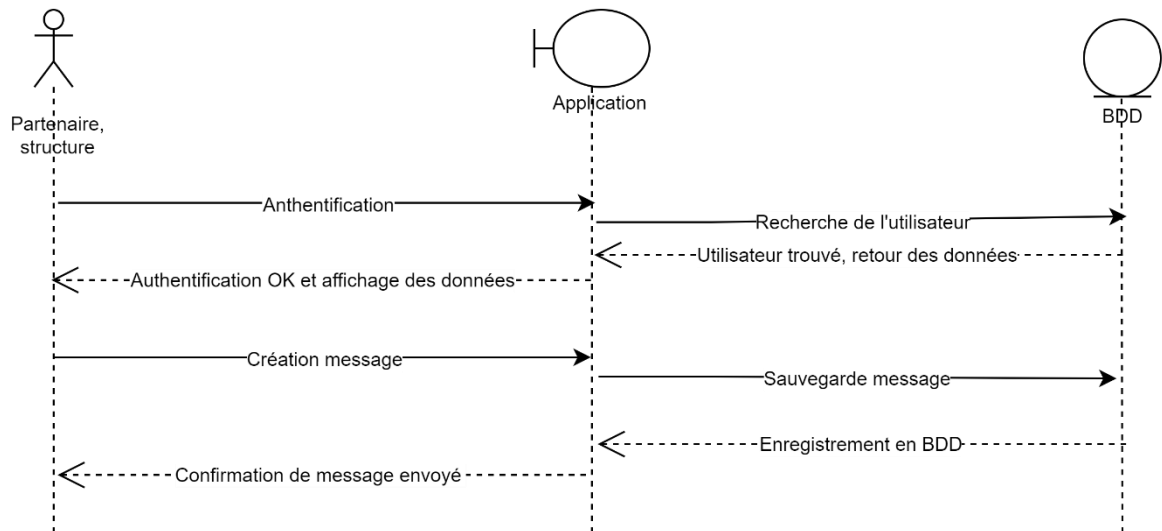 Application
BDD
Partenaire,
structure
Anthentification
Recherche de l'utilisateur
Utilisateur trouvé, retour des données
Authentification OK et affichage des données
Création message
Sauvegarde message
Enregistrement en BDD
Confirmation de message envoyé